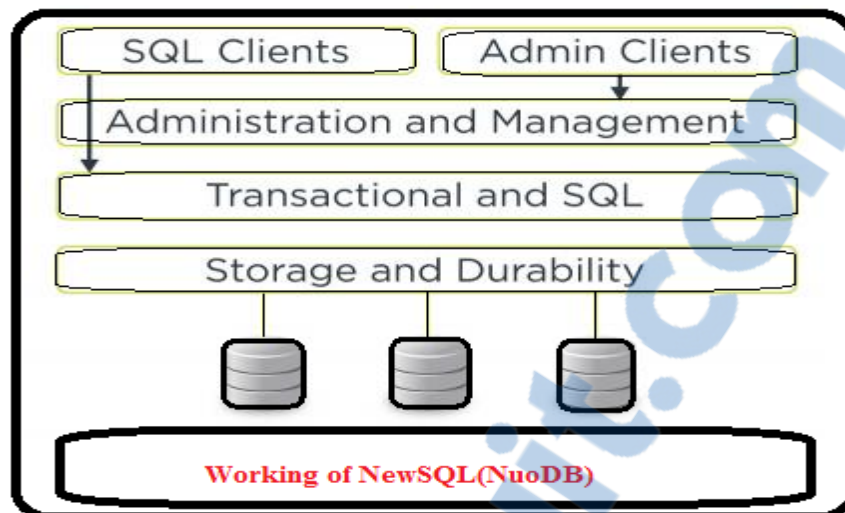 SQL Clients
Admin Clients
Administration and Management
Transactional and SQL
Storage and Durability
Working of NewSQL(NuoDB)